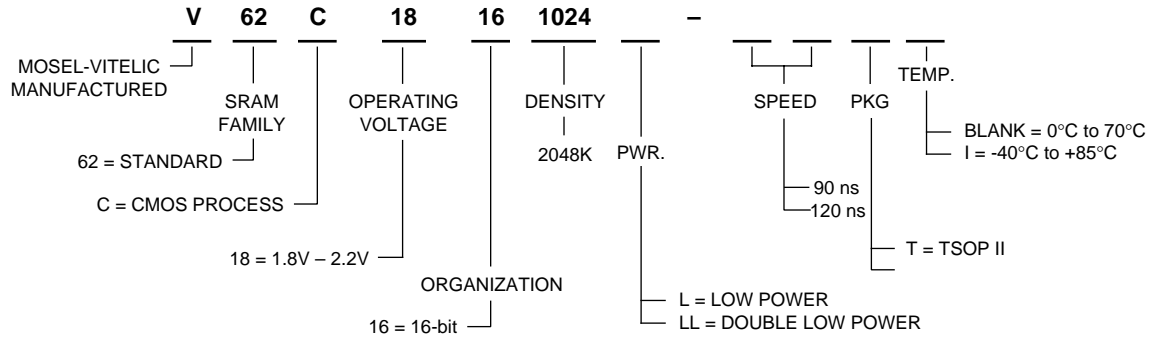 V 62 C 18 16 1024 –
MOSEL-VITELIC
MANUFACTURED
SRAM
FAMILY
62 = STANDARD
C = CMOS PROCESS
OPERATING
VOLTAGE
18 = 1.8V – 2.2V
ORGANIZATION
16 = 16-bit
DENSITY
2048K
PWR.
L = LOW POWER
LL = DOUBLE LOW POWER
SPEED
90 ns
120 ns
PKG
T = TSOP II
TEMP.
BLANK = 0°C to 70°C
I = -40°C to +85°C